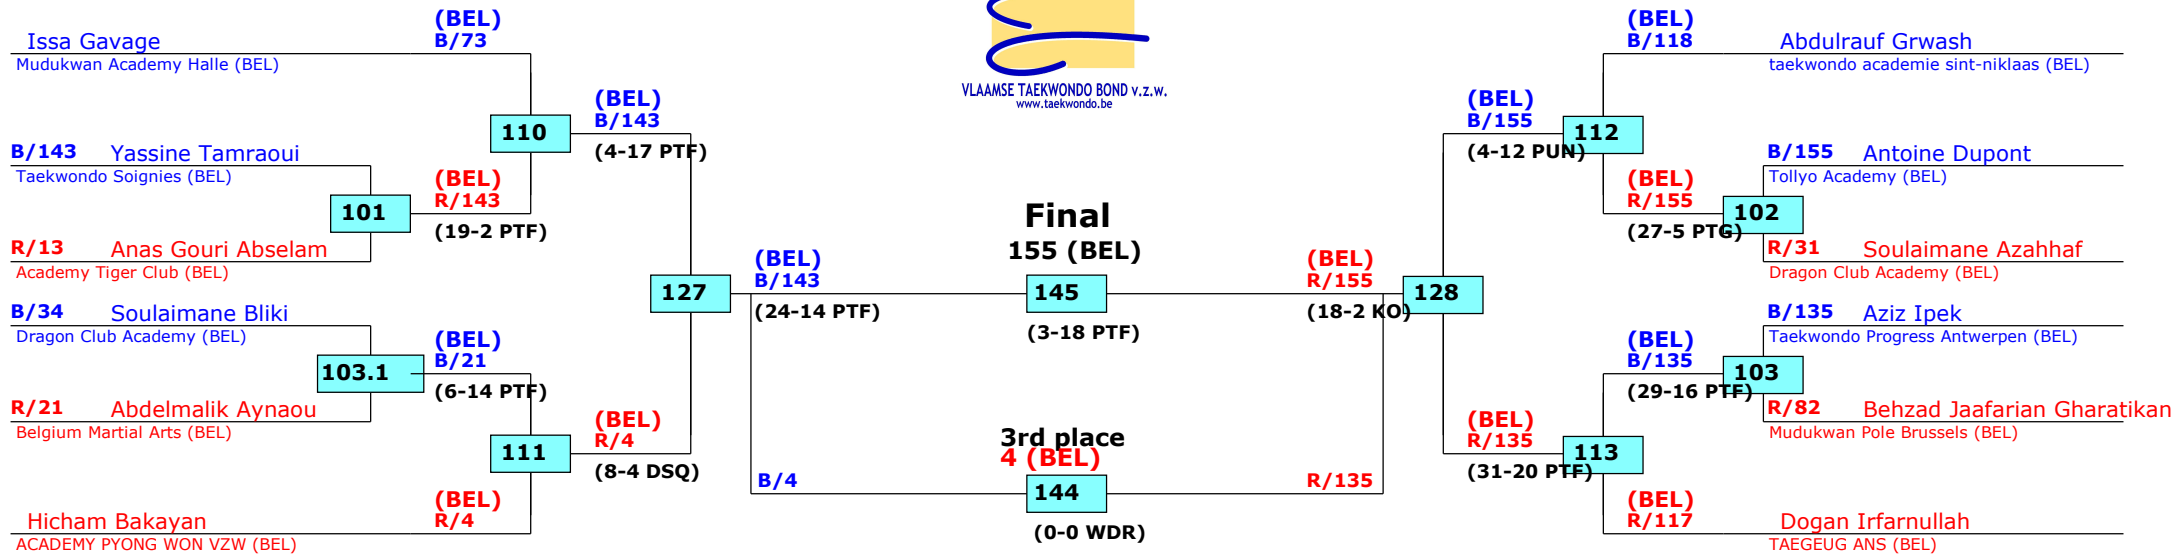 (BEL)
B/73
Issa Gavage
Mudukwan Academy Halle (BEL)
B/143 Yassine Tamraoui
Taekwondo Soignies (BEL)
101
R/13 Anas Gouri Abselam
Academy Tiger Club (BEL)
(BEL)
R/143
(19-2 PTF)
110
(BEL)
B/143
(4-17 PTF)
B/34 Soulaimane Bliki
Dragon Club Academy (BEL)
103.1
R/21 Abdelmalik Aynaou
Belgium Martial Arts (BEL)
(BEL)
B/21
(6-14 PTF)
111
(BEL)
R/4
(8-4 DSQ)
(BEL)
R/4
Hicham Bakayan
ACADEMY PYONG WON VZW (BEL)
127
(BEL)
B/143
(24-14 PTF)
VLAAMSE TAEKWONDO BOND v.z.w.
www.taekwondo.be
Final
155 (BEL)
145
(3-18 PTF)
3rd place
4 (BEL)
B/4
144
R/135
(0-0 WDR)
(BEL)
R/155
(18-2 KO)
128
(BEL)
B/155
(4-12 PUN)
112
(BEL)
B/118
Abdulrauf Grwash
taekwondo academie sint-niklaas (BEL)
B/155 Antoine Dupont
Tollyo Academy (BEL)
(BEL)
R/155
(27-5 PTG)
102
R/31 Soulaimane Azahhaf
Dragon Club Academy (BEL)
B/135 Aziz Ipek
Taekwondo Progress Antwerpen (BEL)
(BEL)
B/135
(29-16 PTF)
103
R/82 Behzad Jaafarian Gharatikan
Mudukwan Pole Brussels (BEL)
(BEL)
R/135
(31-20 PTF)
113
(BEL)
R/117
Dogan Irfarnullah
TAEGEUG ANS (BEL)